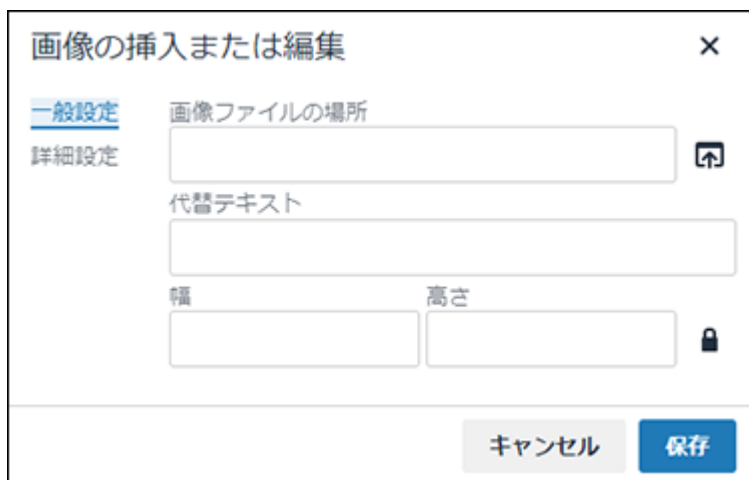 画像の挿入または編集
一般設定
画像ファイルの場所
詳細設定
代替テキスト
幅 高さ
キャンセル 保存